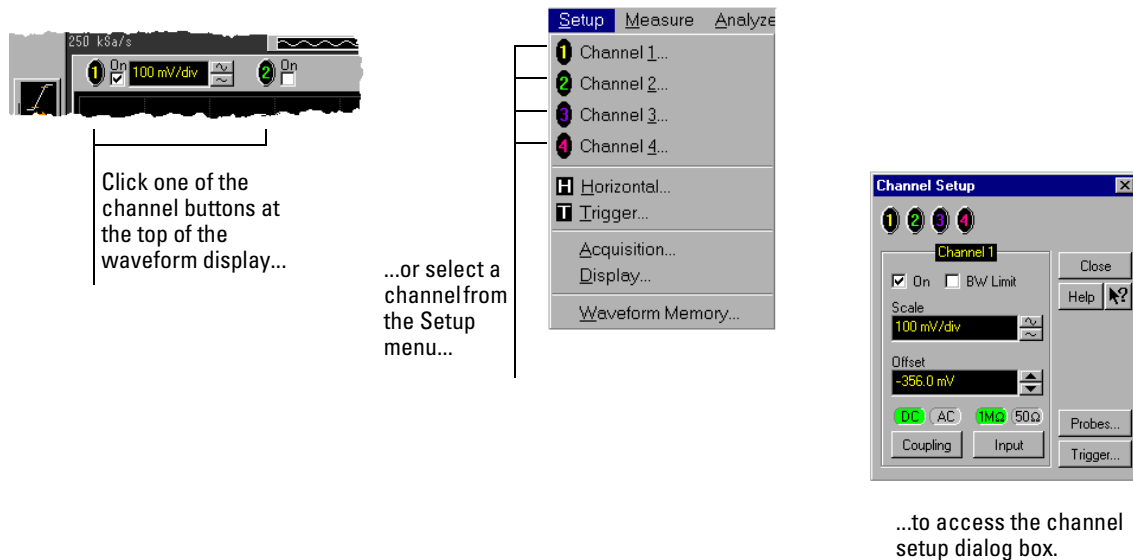 250 kSa/s
1 On 100 mV/div 2 On
Click one of the
channel buttons at
the top of the
waveform display...
...or select a
channel from
the Setup
menu...
Setup Measure Analyze
1 Channel 1...
2 Channel 2...
3 Channel 3...
4 Channel 4...
H Horizontal...
T Trigger...
Acquisition...
Display...
Waveform Memory...
Channel Setup
1 2 3 4
Channel 1
On BW Limit
Scale
100 mV/div
Offset
-356.0 mV
DC AC 1MΩ 50Ω
Coupling Input
Close
Help ?
Probes...
Trigger...
...to access the channel
setup dialog box.